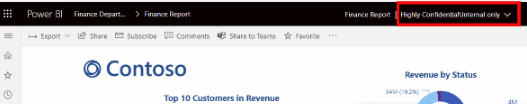 Power BI Finance Depart... > Finance Report Finance Report | Highly Confidential\Internal only
Export Share Subscribe Comments Share to Teams Favorite ...
Contoso
Revenue by Status
34M (19.2%)
4M
Top 10 Customers in Revenue